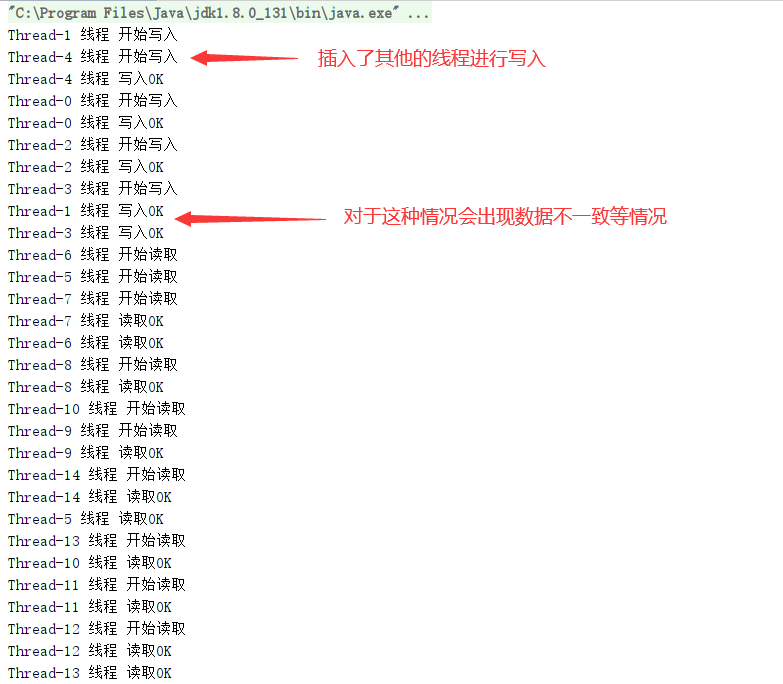 "C:\Program Files\Java\jdk1.8.0_131\bin\java.exe" ...
Thread-1 线程 开始写入
Thread-4 线程 开始写入
插入了其他的线程进行写入
Thread-4 线程 写入OK
Thread-0 线程 开始写入
Thread-0 线程 写入OK
Thread-2 线程 开始写入
Thread-2 线程 写入OK
Thread-3 线程 开始写入
Thread-1 线程 写入OK
对于这种情况会出现数据不一致等情况
Thread-3 线程 写入OK
Thread-6 线程 开始读取
Thread-5 线程 开始读取
Thread-7 线程 开始读取
Thread-7 线程 读取OK
Thread-6 线程 读取OK
Thread-8 线程 开始读取
Thread-8 线程 读取OK
Thread-10 线程 开始读取
Thread-9 线程 开始读取
Thread-9 线程 读取OK
Thread-14 线程 开始读取
Thread-14 线程 读取OK
Thread-5 线程 读取OK
Thread-13 线程 开始读取
Thread-10 线程 读取OK
Thread-11 线程 开始读取
Thread-11 线程 读取OK
Thread-12 线程 开始读取
Thread-12 线程 读取OK
Thread-13 线程 读取OK